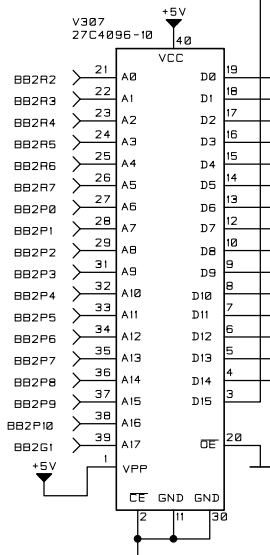 +5V
V307
27C4096-10
40
VCC
BB2R2 21 A0 D0 19
BB2R3 22 A1 D1 18
BB2R4 23 A2 D2 17
BB2R5 24 A3 D3 16
BB2R6 25 A4 D4 15
BB2R7 26 A5 D5 14
BB2P0 27 A6 D6 13
BB2P1 28 A7 D7 12
BB2P2 29 A8 D8 10
BB2P3 31 A9 D9 9
BB2P4 32 A10 D10 8
BB2P5 33 A11 D11 7
BB2P6 34 A12 D12 6
BB2P7 35 A13 D13 5
BB2P8 36 A14 D14 4
BB2P9 37 A15 D15 3
BB2P10 38 A16
BB2G1 39 A17 OE 20
+5V 1 VPP
CE GND GND
2 11 30